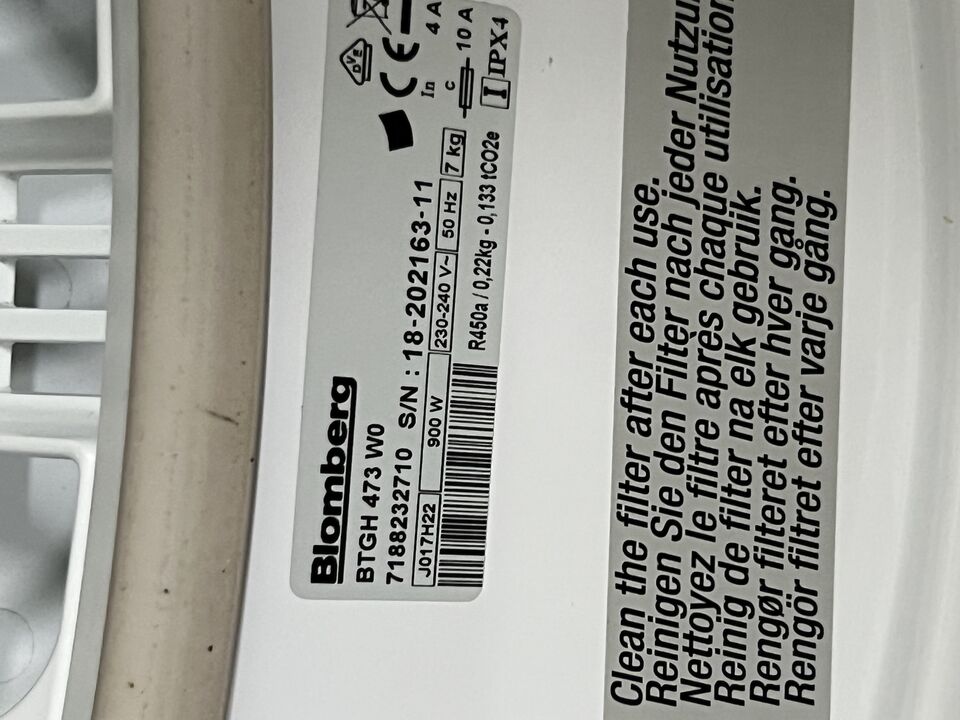 Blomberg
BTGH 473 W0
7188232710 S/N : 18-202163-11
J017H22 900 W 230-240 V~ 50 Hz 7 kg
R450a / 0,22kg - 0,133 tCO2e
DVE
CE
In 4 A
C 10 A
I IPX4
Clean the filter after each use.
Reinigen Sie den Filter nach jeder
Nettoyez le filtre après chaque utilisation
Reinig de filter na elk gebruik.
Rengør filteret efter hver gang.
Rengör filtret efter varje gång.